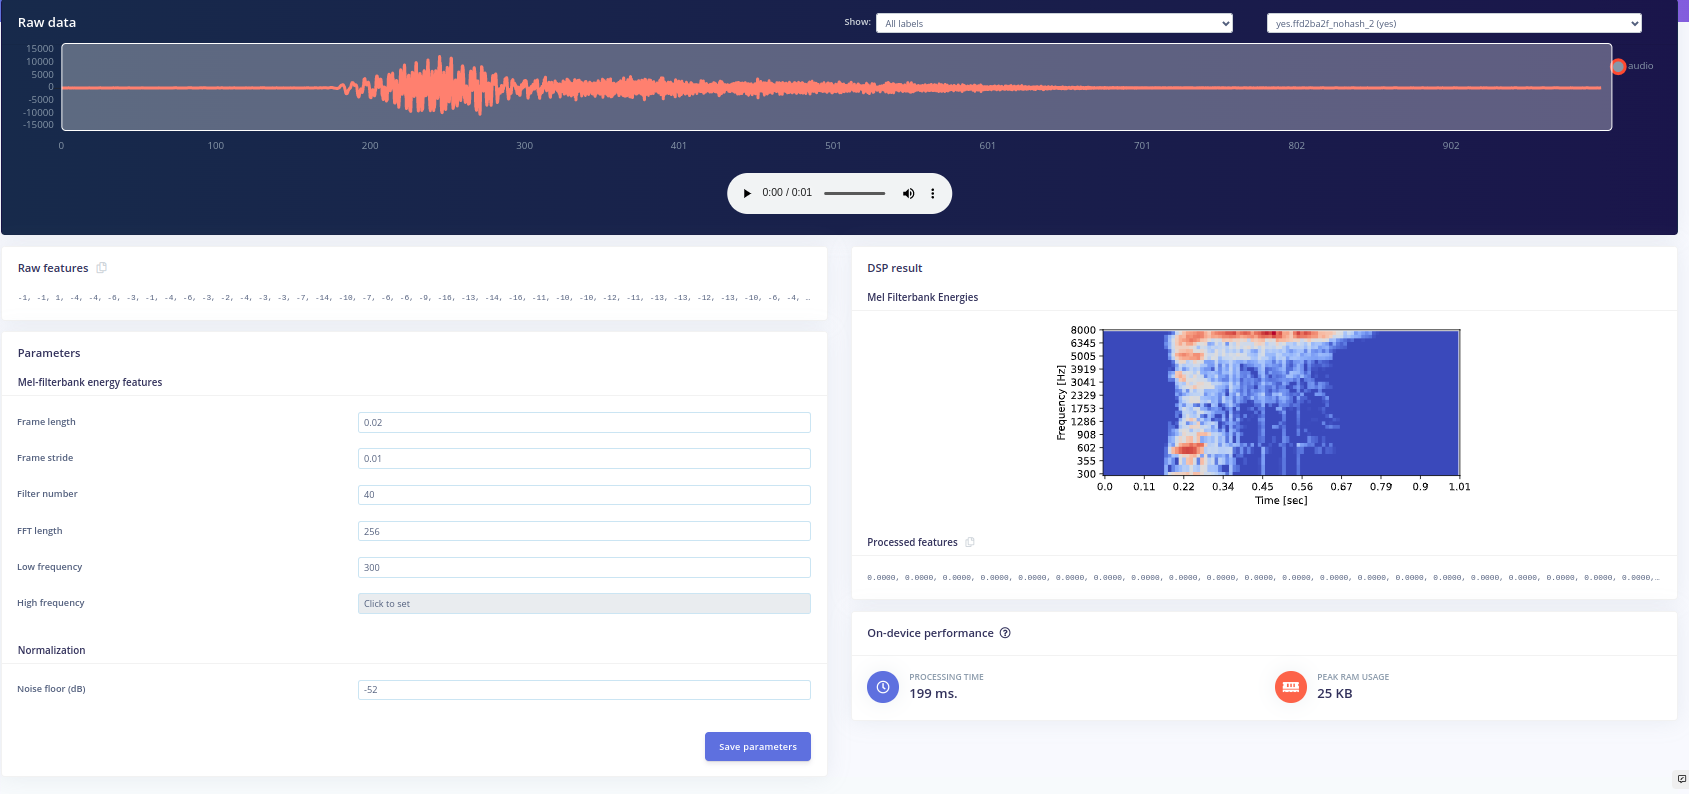 Raw data
Show: All labels yes.ffd2ba2f_nohash_2 (yes)
15000
10000
5000
0
-5000
-10000
-15000
audio
0 100 200 300 401 501 601 701 802 902
0:00 / 0:01
Raw features
-1, -1, 1, -4, -4, -6, -3, -1, -4, -6, -3, -2, -4, -3, -3, -7, -14, -10, -7, -6, -6, -9, -16, -13, -14, -16, -11, -10, -10, -12, -11, -13, -13, -12, -13, -10, -6, -4, …
Parameters
Mel-filterbank energy features
Frame length 0.02
Frame stride 0.01
Filter number 40
FFT length 256
Low frequency 300
High frequency Click to set
Normalization
Noise floor (dB) -52
Save parameters
DSP result
Mel Filterbank Energies
8000
6345
5005
3919
3041
2329
1753
1286
908
602
355
300
Frequency [Hz]
0.0 0.11 0.22 0.34 0.45 0.56 0.67 0.79 0.9 1.01
Time [sec]
Processed features
0.0000, 0.0000, 0.0000, 0.0000, 0.0000, 0.0000, 0.0000, 0.0000, 0.0000, 0.0000, 0.0000, 0.0000, 0.0000, 0.0000, 0.0000, 0.0000, 0.0000, 0.0000, 0.0000, 0.0000, 0.0000,…
On-device performance
PROCESSING TIME
199 ms.
PEAK RAM USAGE
25 KB